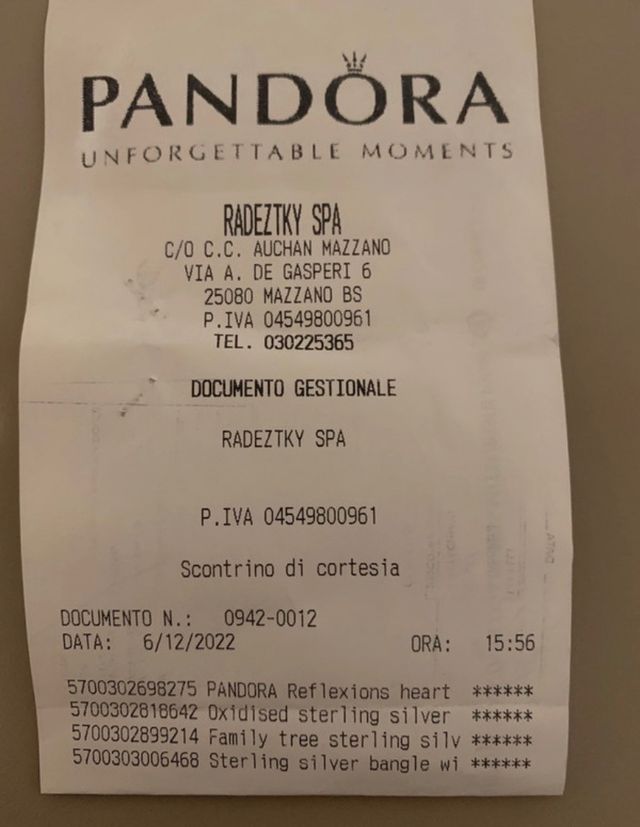 PANDORA
UNFORGETTABLE MOMENTS
RADEZTKY SPA
C/O C.C. AUCHAN MAZZANO
VIA A. DE GASPERI 6
25080 MAZZANO BS
P.IVA 04549800961
TEL. 030225365
DOCUMENTO GESTIONALE
RADEZTKY SPA
P.IVA 04549800961
Scontrino di cortesia
DOCUMENTO N.: 0942-0012
DATA: 6/12/2022 ORA: 15:56
5700302698275 PANDORA Reflexions heart ******
5700302818642 Oxidised sterling silver ******
5700302899214 Family tree sterling silv ******
5700303006468 Sterling silver bangle wi ******